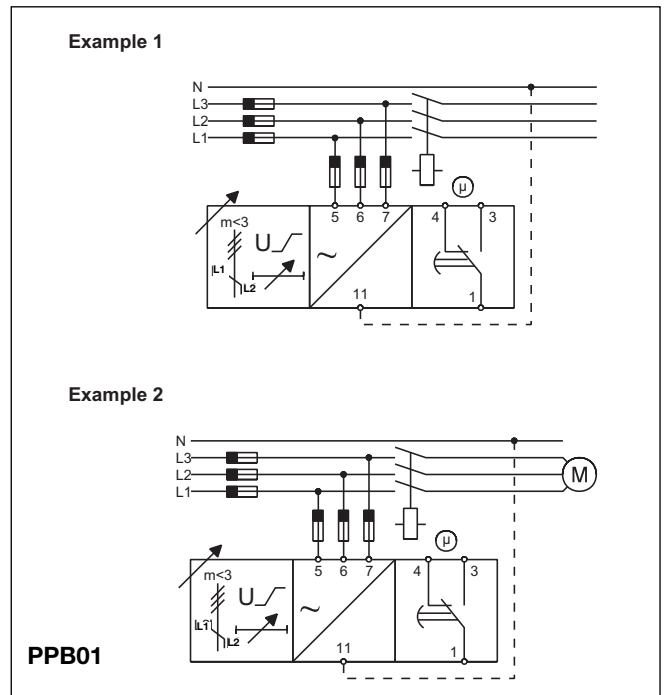 Example 1
N
L3
L2
L1
μ
m<3
5 6 7 4 3
U
L1
L2
~
11 1
Example 2
N
L3
L2
L1
M
μ
m<3
5 6 7 4 3
U
L1
L2
~
11 1
PPB01